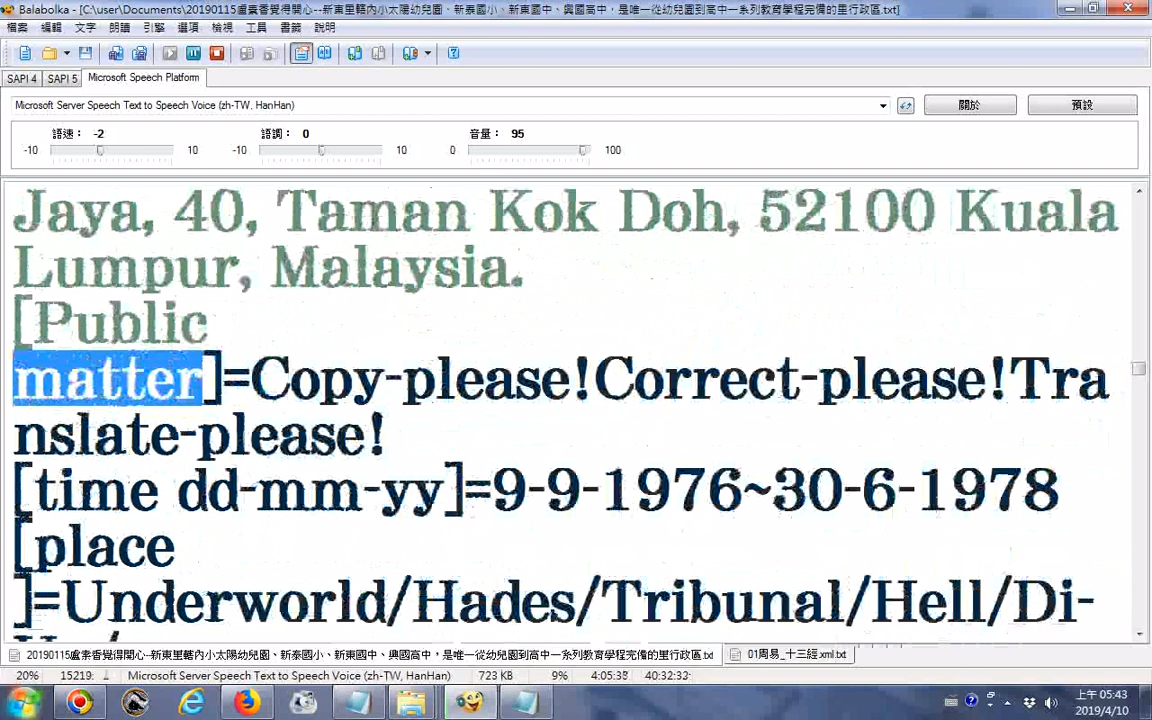 Balabolka - [C:\user\Documents\20190115盧素香覺得開心--新東里轄內小太陽幼兒園、新泰國小、新東國中、興國高中，是唯一從幼兒園到高中一系列教育學程完備的里行政區.txt]
檔案 編輯 文字 朗讀 引擎 選項 檢視 工具 書籤 說明
SAPI 4 SAPI 5 Microsoft Speech Platform
Microsoft Server Speech Text to Speech Voice (zh-TW, HanHan) 關於 預設
語速： -2 語調： 0 音量： 95
-10 10 -10 10 0 100
Jaya, 40, Taman Kok Doh, 52100 Kuala
Lumpur, Malaysia.
[Public
matter]=Copy-please!Correct-please!Tra
nslate-please!
[time dd-mm-yy]=9-9-1976~30-6-1978
[place
]=Underworld/Hades/Tribunal/Hell/Di-
20190115盧素香覺得開心--新東里轄內小太陽幼兒園、新泰國小、新東國中、興國高中，是唯一從幼兒園到高中一系列教育學程完備的里行政區.txt 01周易_十三經.xml.txt
20% 15219: Microsoft Server Speech Text to Speech Voice (zh-TW, HanHan) 723 KB 9% 4:05:38 40:32:32
上午 05:43
2019/4/10